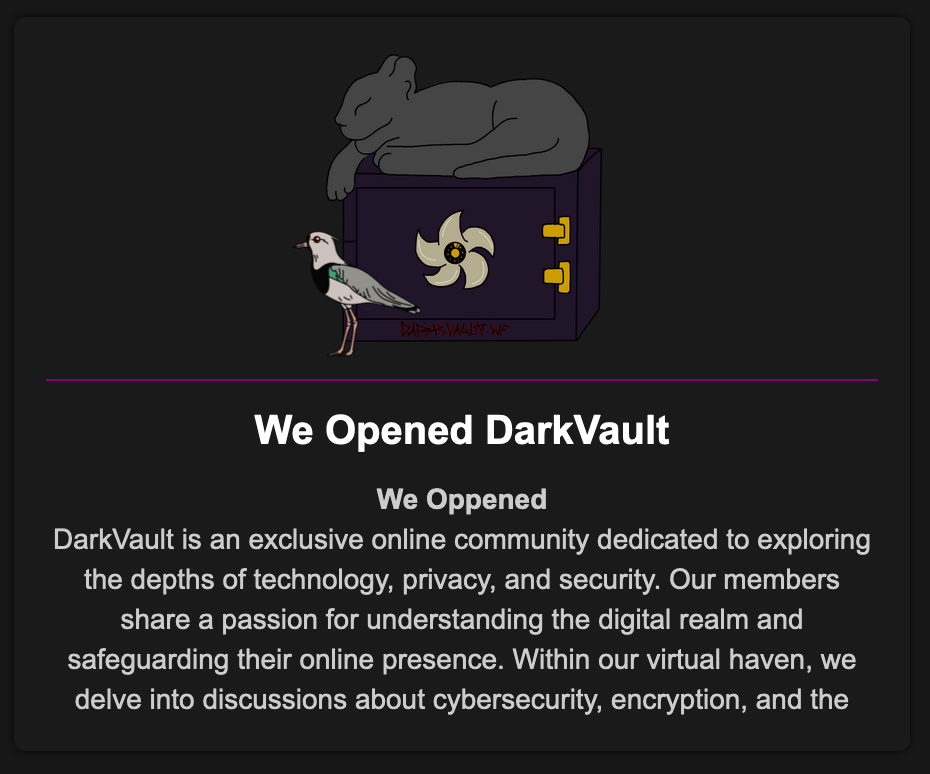 DARKVAULT.WF
We Opened DarkVault
We Oppened
DarkVault is an exclusive online community dedicated to exploring
the depths of technology, privacy, and security. Our members
share a passion for understanding the digital realm and
safeguarding their online presence. Within our virtual haven, we
delve into discussions about cybersecurity, encryption, and the